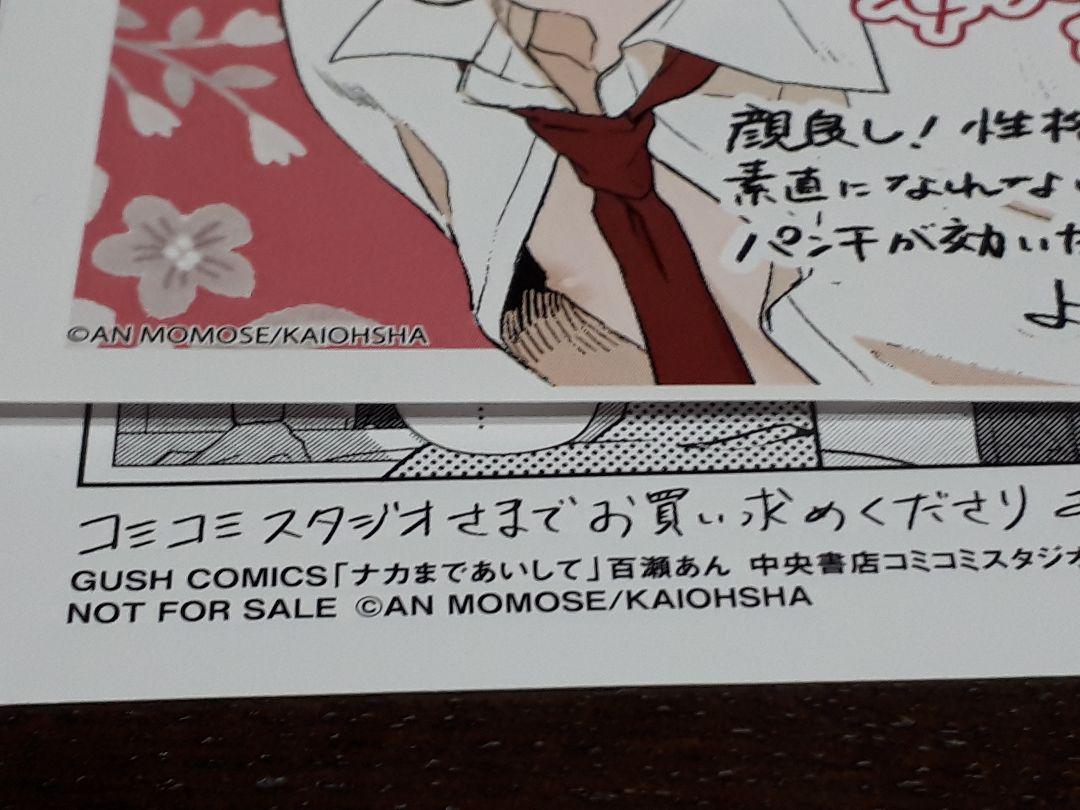 顔良し! 性格
素直になれてな
パンチが効いた
よ
©AN MOMOSE/KAIOHSHA
コミコミスタジオさまでお買い求めくださり
GUSH COMICS「ナカまであいして」百瀬あん 中央書店コミコミスタジオ
NOT FOR SALE ©AN MOMOSE/KAIOHSHA